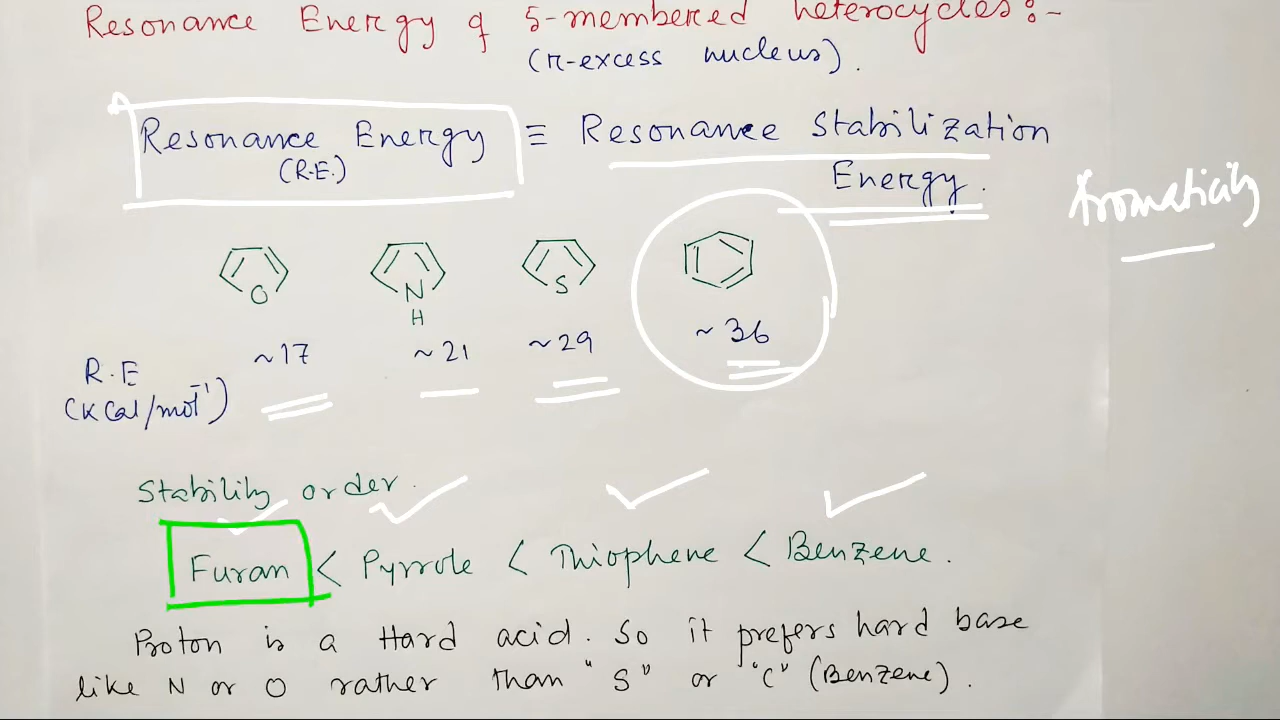 Resonance Energy of 5-membered heterocycles:-
(π-excess nucleus).
Resonance Energy ≡ Resonance Stabilization
(R.E.)
Energy.
Aromaticity
O
N
H
S
R.E
(KCal/mol⁻¹)
~17 ~21 ~29 ~36
Stability order.
Furan < Pyrrole < Thiophene < Benzene.
Proton is a Hard acid. So it prefers hard base
like N or O rather than "S" or "C" (Benzene).